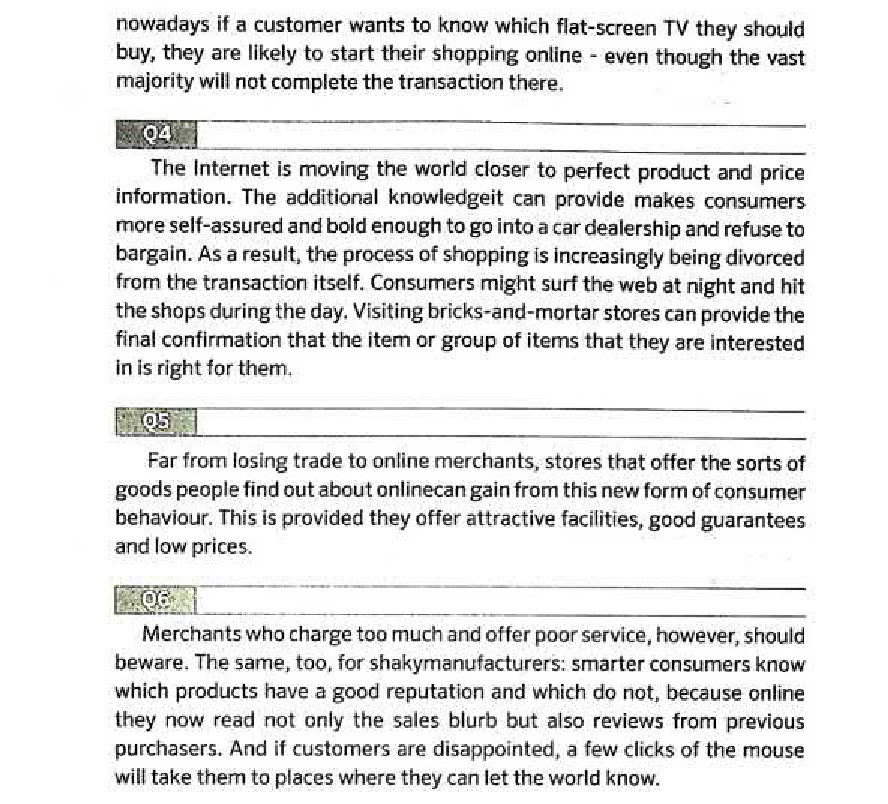 nowadays if a customer wants to know which flat-screen TV they should
buy, they are likely to start their shopping online - even though the vast
majority will not complete the transaction there.
Q4
The Internet is moving the world closer to perfect product and price
information. The additional knowledgeit can provide makes consumers
more self-assured and bold enough to go into a car dealership and refuse to
bargain. As a result, the process of shopping is increasingly being divorced
from the transaction itself. Consumers might surf the web at night and hit
the shops during the day. Visiting bricks-and-mortar stores can provide the
final confirmation that the item or group of items that they are interested
in is right for them.
Q5
Far from losing trade to online merchants, stores that offer the sorts of
goods people find out about onlinecan gain from this new form of consumer
behaviour. This is provided they offer attractive facilities, good guarantees
and low prices.
Q6
Merchants who charge too much and offer poor service, however, should
beware. The same, too, for shakymanufacturers: smarter consumers know
which products have a good reputation and which do not, because online
they now read not only the sales blurb but also reviews from previous
purchasers. And if customers are disappointed, a few clicks of the mouse
will take them to places where they can let the world know.